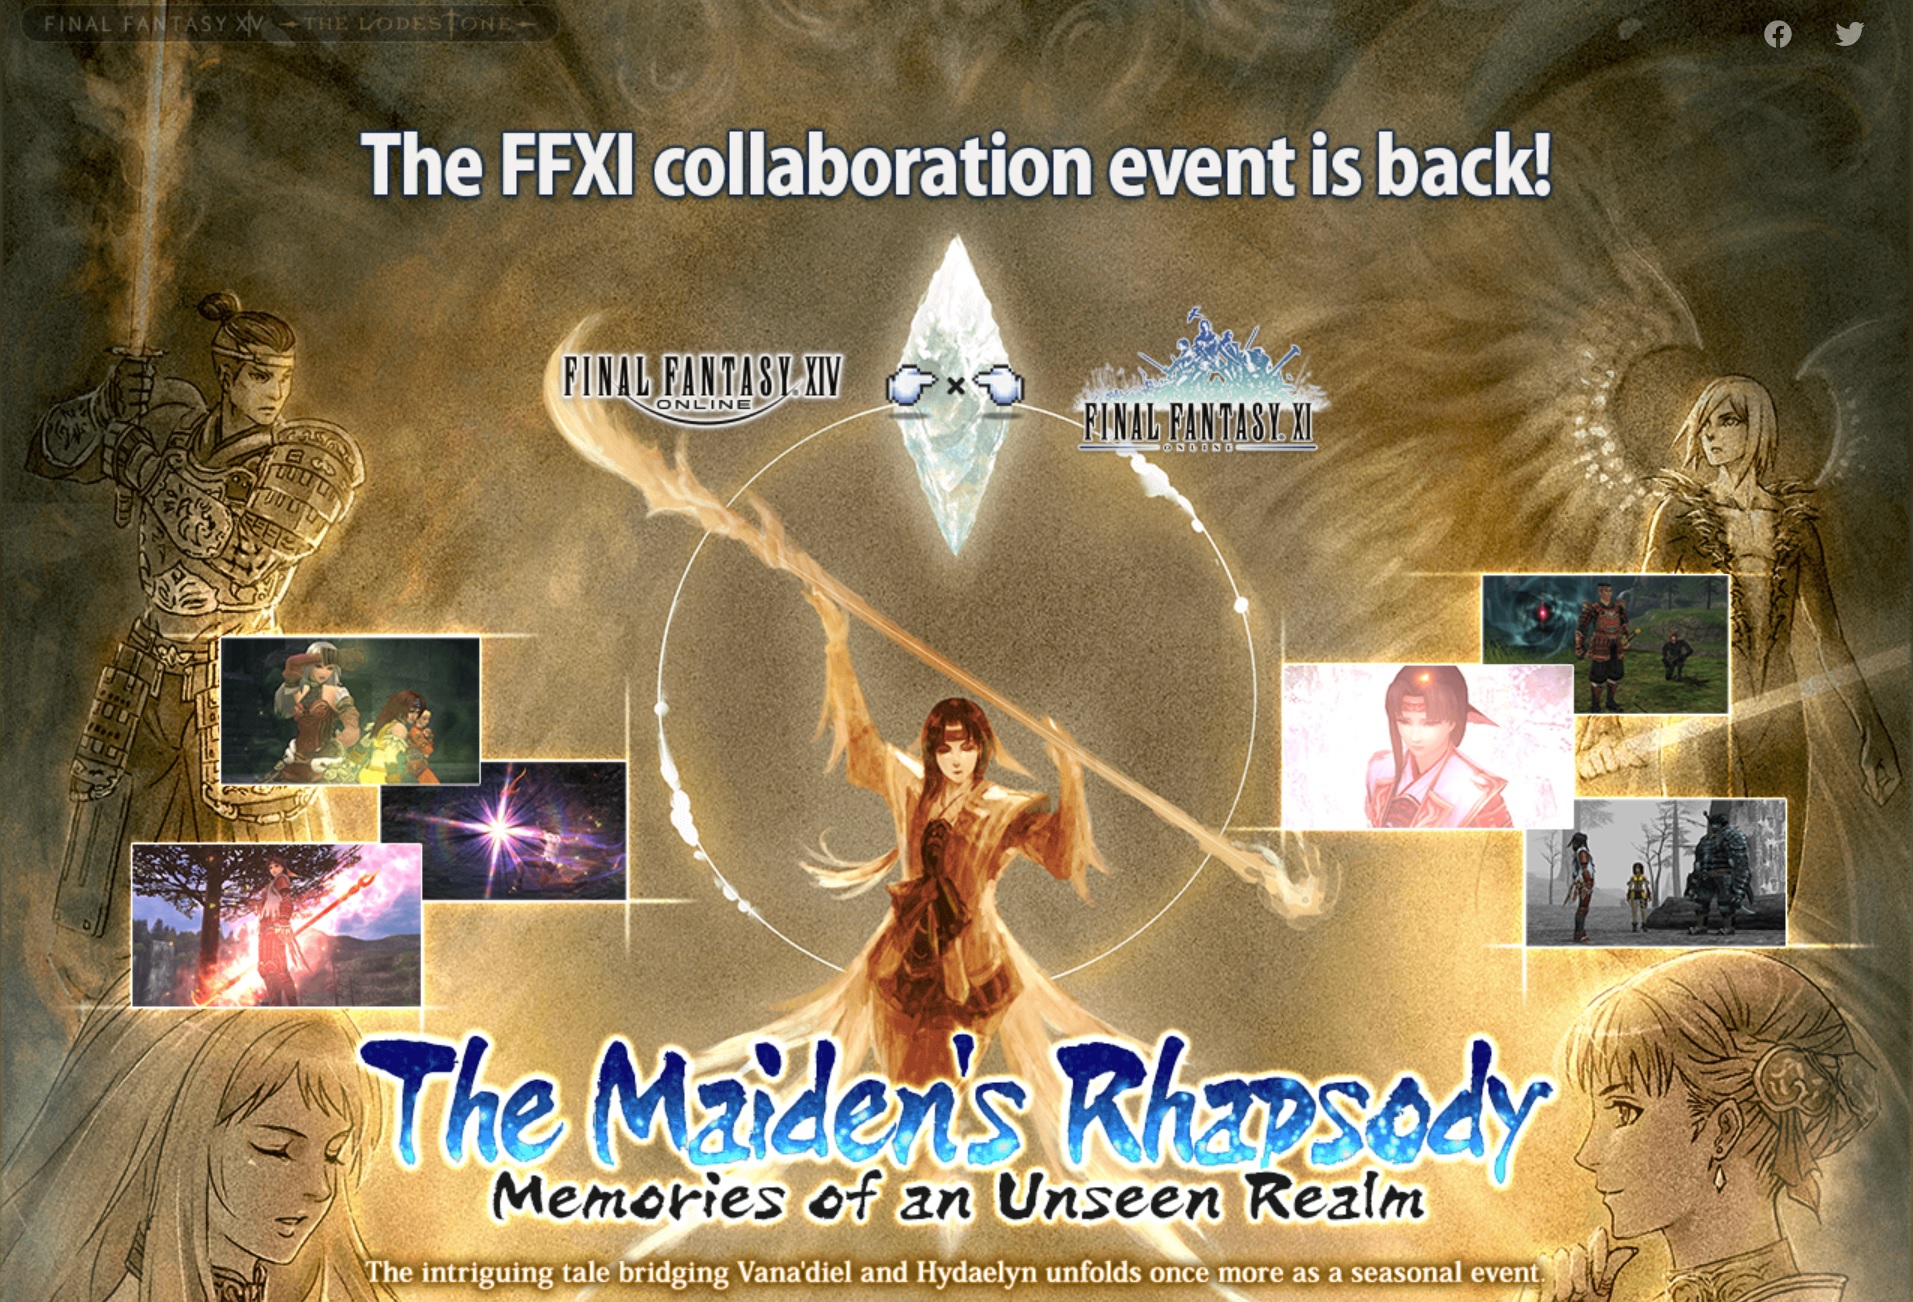 FINAL FANTASY XIV THE LODESTONE
The FFXI collaboration event is back!
FINAL FANTASY XIV
ONLINE
×
FINAL FANTASY XI
ONLINE
The Maiden's Rhapsody
Memories of an Unseen Realm
The intriguing tale bridging Vana'diel and Hydaelyn unfolds once more as a seasonal event.